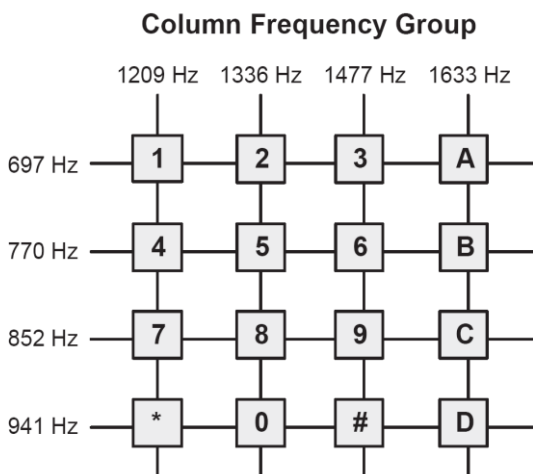 Column Frequency Group
1209 Hz 1336 Hz 1477 Hz 1633 Hz
697 Hz 1 2 3 A
770 Hz 4 5 6 B
852 Hz 7 8 9 C
941 Hz * 0 # D